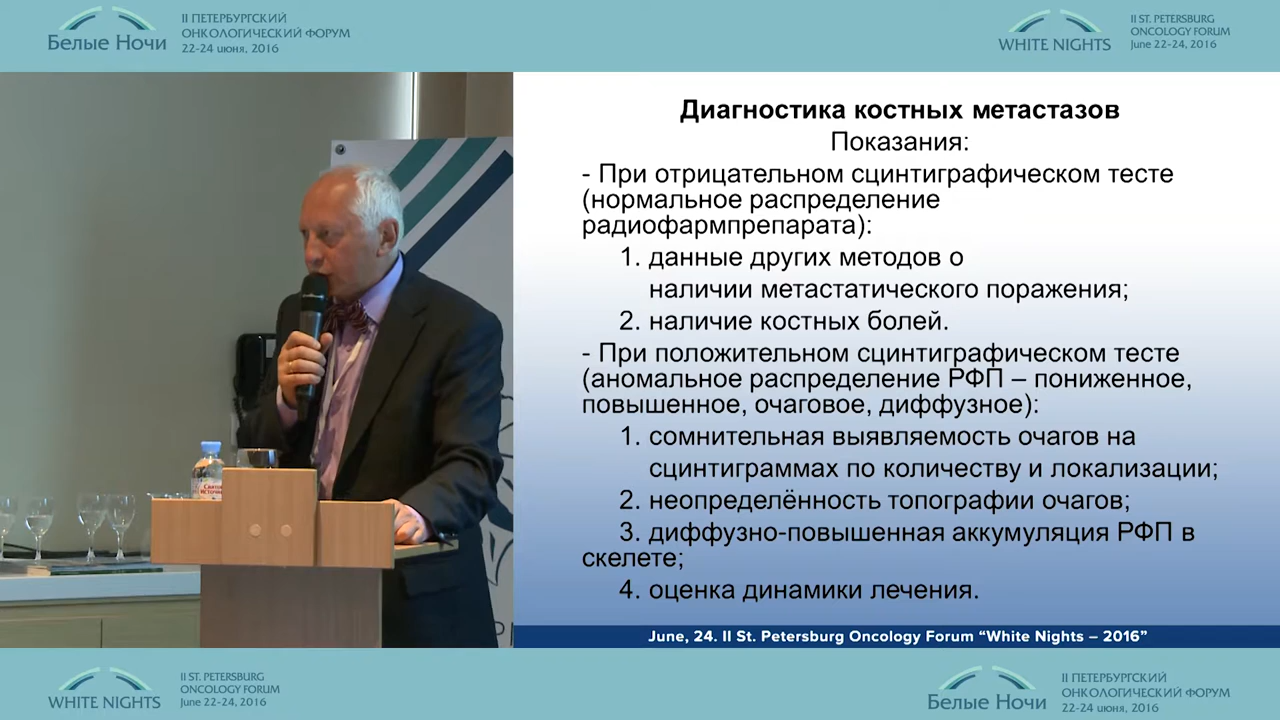 Белые Ночи
II ПЕТЕРБУРГСКИЙ
ОНКОЛОГИЧЕСКИЙ ФОРУМ
22-24 июня, 2016
WHITE NIGHTS
II ST. PETERSBURG
ONCOLOGY FORUM
June 22-24, 2016
Диагностика костных метастазов
Показания:
- При отрицательном сцинтиграфическом тесте
(нормальное распределение
радиофармпрепарата):
1. данные других методов о
наличии метастатического поражения;
2. наличие костных болей.
- При положительном сцинтиграфическом тесте
(аномальное распределение РФП – пониженное,
повышенное, очаговое, диффузное):
1. сомнительная выявляемость очагов на
сцинтиграммах по количеству и локализации;
2. неопределённость топографии очагов;
3. диффузно-повышенная аккумуляция РФП в
скелете;
4. оценка динамики лечения.
June, 24. II St. Petersburg Oncology Forum “White Nights – 2016”
WHITE NIGHTS
II ST. PETERSBURG
ONCOLOGY FORUM
June 22-24, 2016
Белые Ночи
II ПЕТЕРБУРГСКИЙ
ОНКОЛОГИЧЕСКИЙ ФОРУМ
22-24 июня, 2016